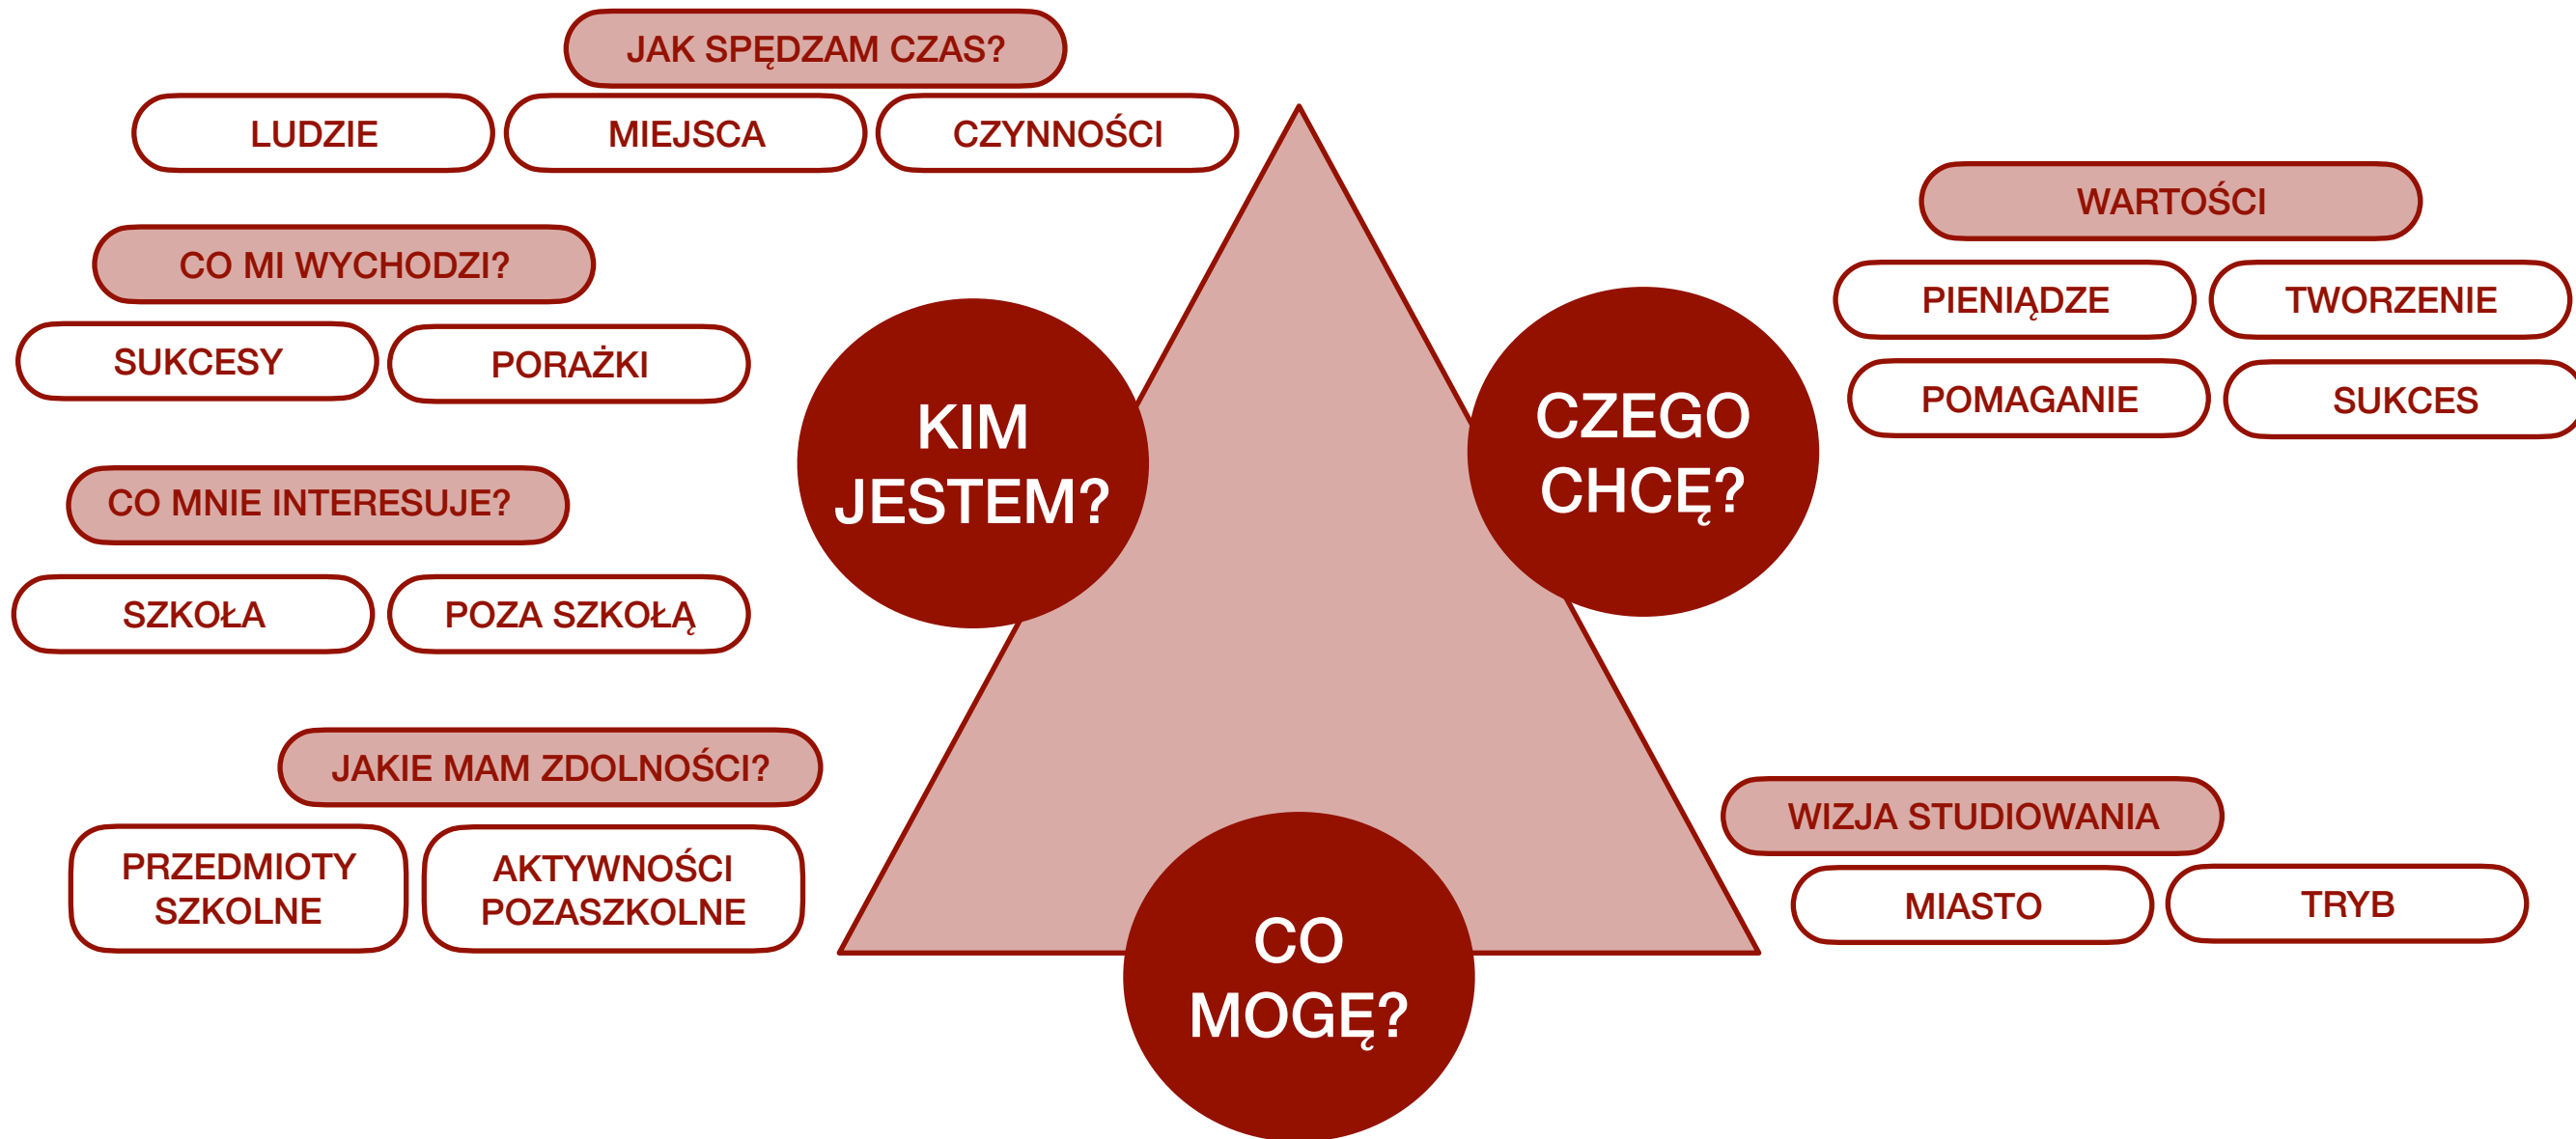 JAK SPĘDZAM CZAS?
LUDZIE
MIEJSCA
CZYNNOŚCI
CO MI WYCHODZI?
SUKCESY
PORAŻKI
CO MNIE INTERESUJE?
SZKOŁA
POZA SZKOŁĄ
JAKIE MAM ZDOLNOŚCI?
PRZEDMIOTY
SZKOLNE
AKTYWNOŚCI
POZASZKOLNE
KIM
JESTEM?
CZEGO
CHCĘ?
CO
MOGĘ?
WARTOŚCI
PIENIĄDZE
TWORZENIE
POMAGANIE
SUKCES
WIZJA STUDIOWANIA
MIASTO
TRYB